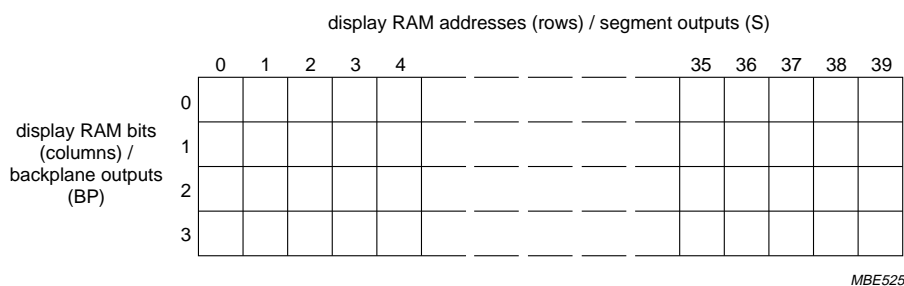 display RAM addresses (rows) / segment outputs (S)
0 1 2 3 4 35 36 37 38 39
0
display RAM bits
(columns) /
backplane outputs
(BP)
1
2
3
MBE525